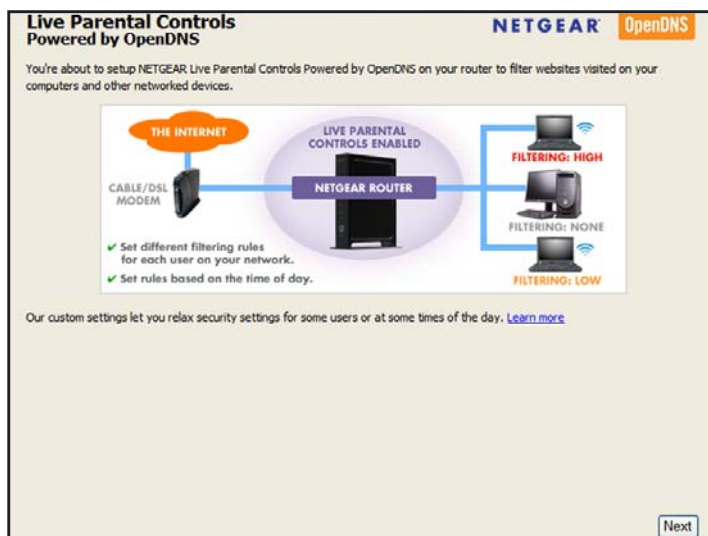 Live Parental Controls
Powered by OpenDNS
NETGEAR
OpenDNS
You're about to setup NETGEAR Live Parental Controls Powered by OpenDNS on your router to filter websites visited on your
computers and other networked devices.
THE INTERNET
CABLE/DSL
MODEM
LIVE PARENTAL
CONTROLS ENABLED
NETGEAR ROUTER
FILTERING: HIGH
FILTERING: NONE
FILTERING: LOW
✔ Set different filtering rules
for each user on your network.
✔ Set rules based on the time of day.
Our custom settings let you relax security settings for some users or at some times of the day. Learn more
Next